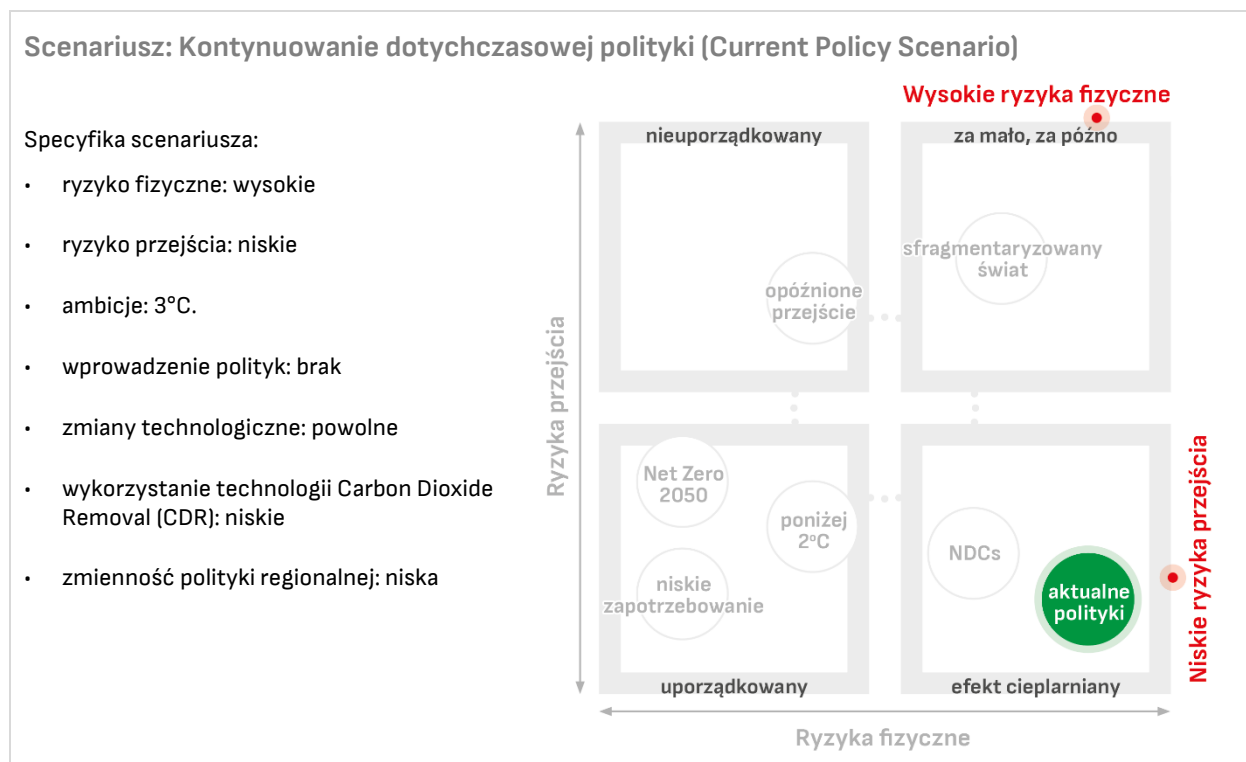 Scenariusz: Kontynuowanie dotychczasowej polityki (Current Policy Scenario)
Specyfika scenariusza:
• ryzyko fizyczne: wysokie
• ryzyko przejścia: niskie
• ambicje: 3°C.
• wprowadzenie polityk: brak
• zmiany technologiczne: powolne
• wykorzystanie technologii Carbon Dioxide
Removal (CDR): niskie
• zmienność polityki regionalnej: niska
Wysokie ryzyka fizyczne
nieuporządkowany
za mało, za późno
sfragmentaryzowany
świat
opóźnione
przejście
Ryzyka przejścia
Net Zero
2050
poniżej
2°C
niskie
zapotrzebowanie
NDCs
aktualne
polityki
Niskie ryzyka przejścia
uporządkowany
efekt cieplarniany
Ryzyka fizyczne